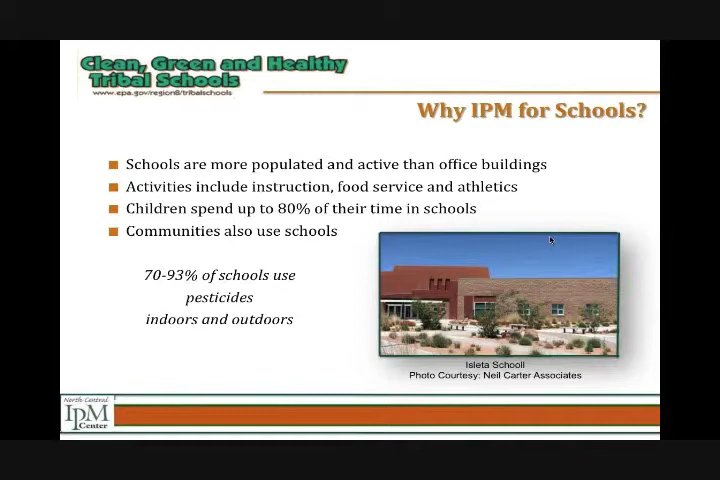 Clean, Green and Healthy
Tribal Schools
www.epa.gov/region8/tribalschools
Why IPM for Schools?
Schools are more populated and active than office buildings
Activities include instruction, food service and athletics
Children spend up to 80% of their time in schools
Communities also use schools
70-93% of schools use
pesticides
indoors and outdoors
Isleta Schooll
Photo Courtesy: Neil Carter Associates
North Central
IPM
Center